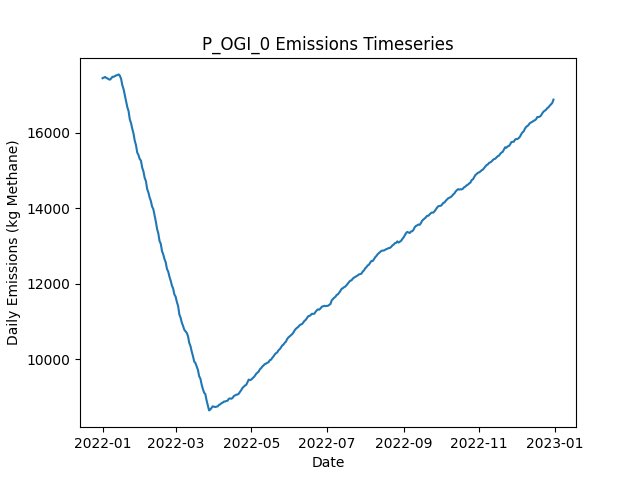 P_OGI_0 Emissions Timeseries
Daily Emissions (kg Methane)
16000
14000
12000
10000
2022-01 2022-03 2022-05 2022-07 2022-09 2022-11 2023-01
Date